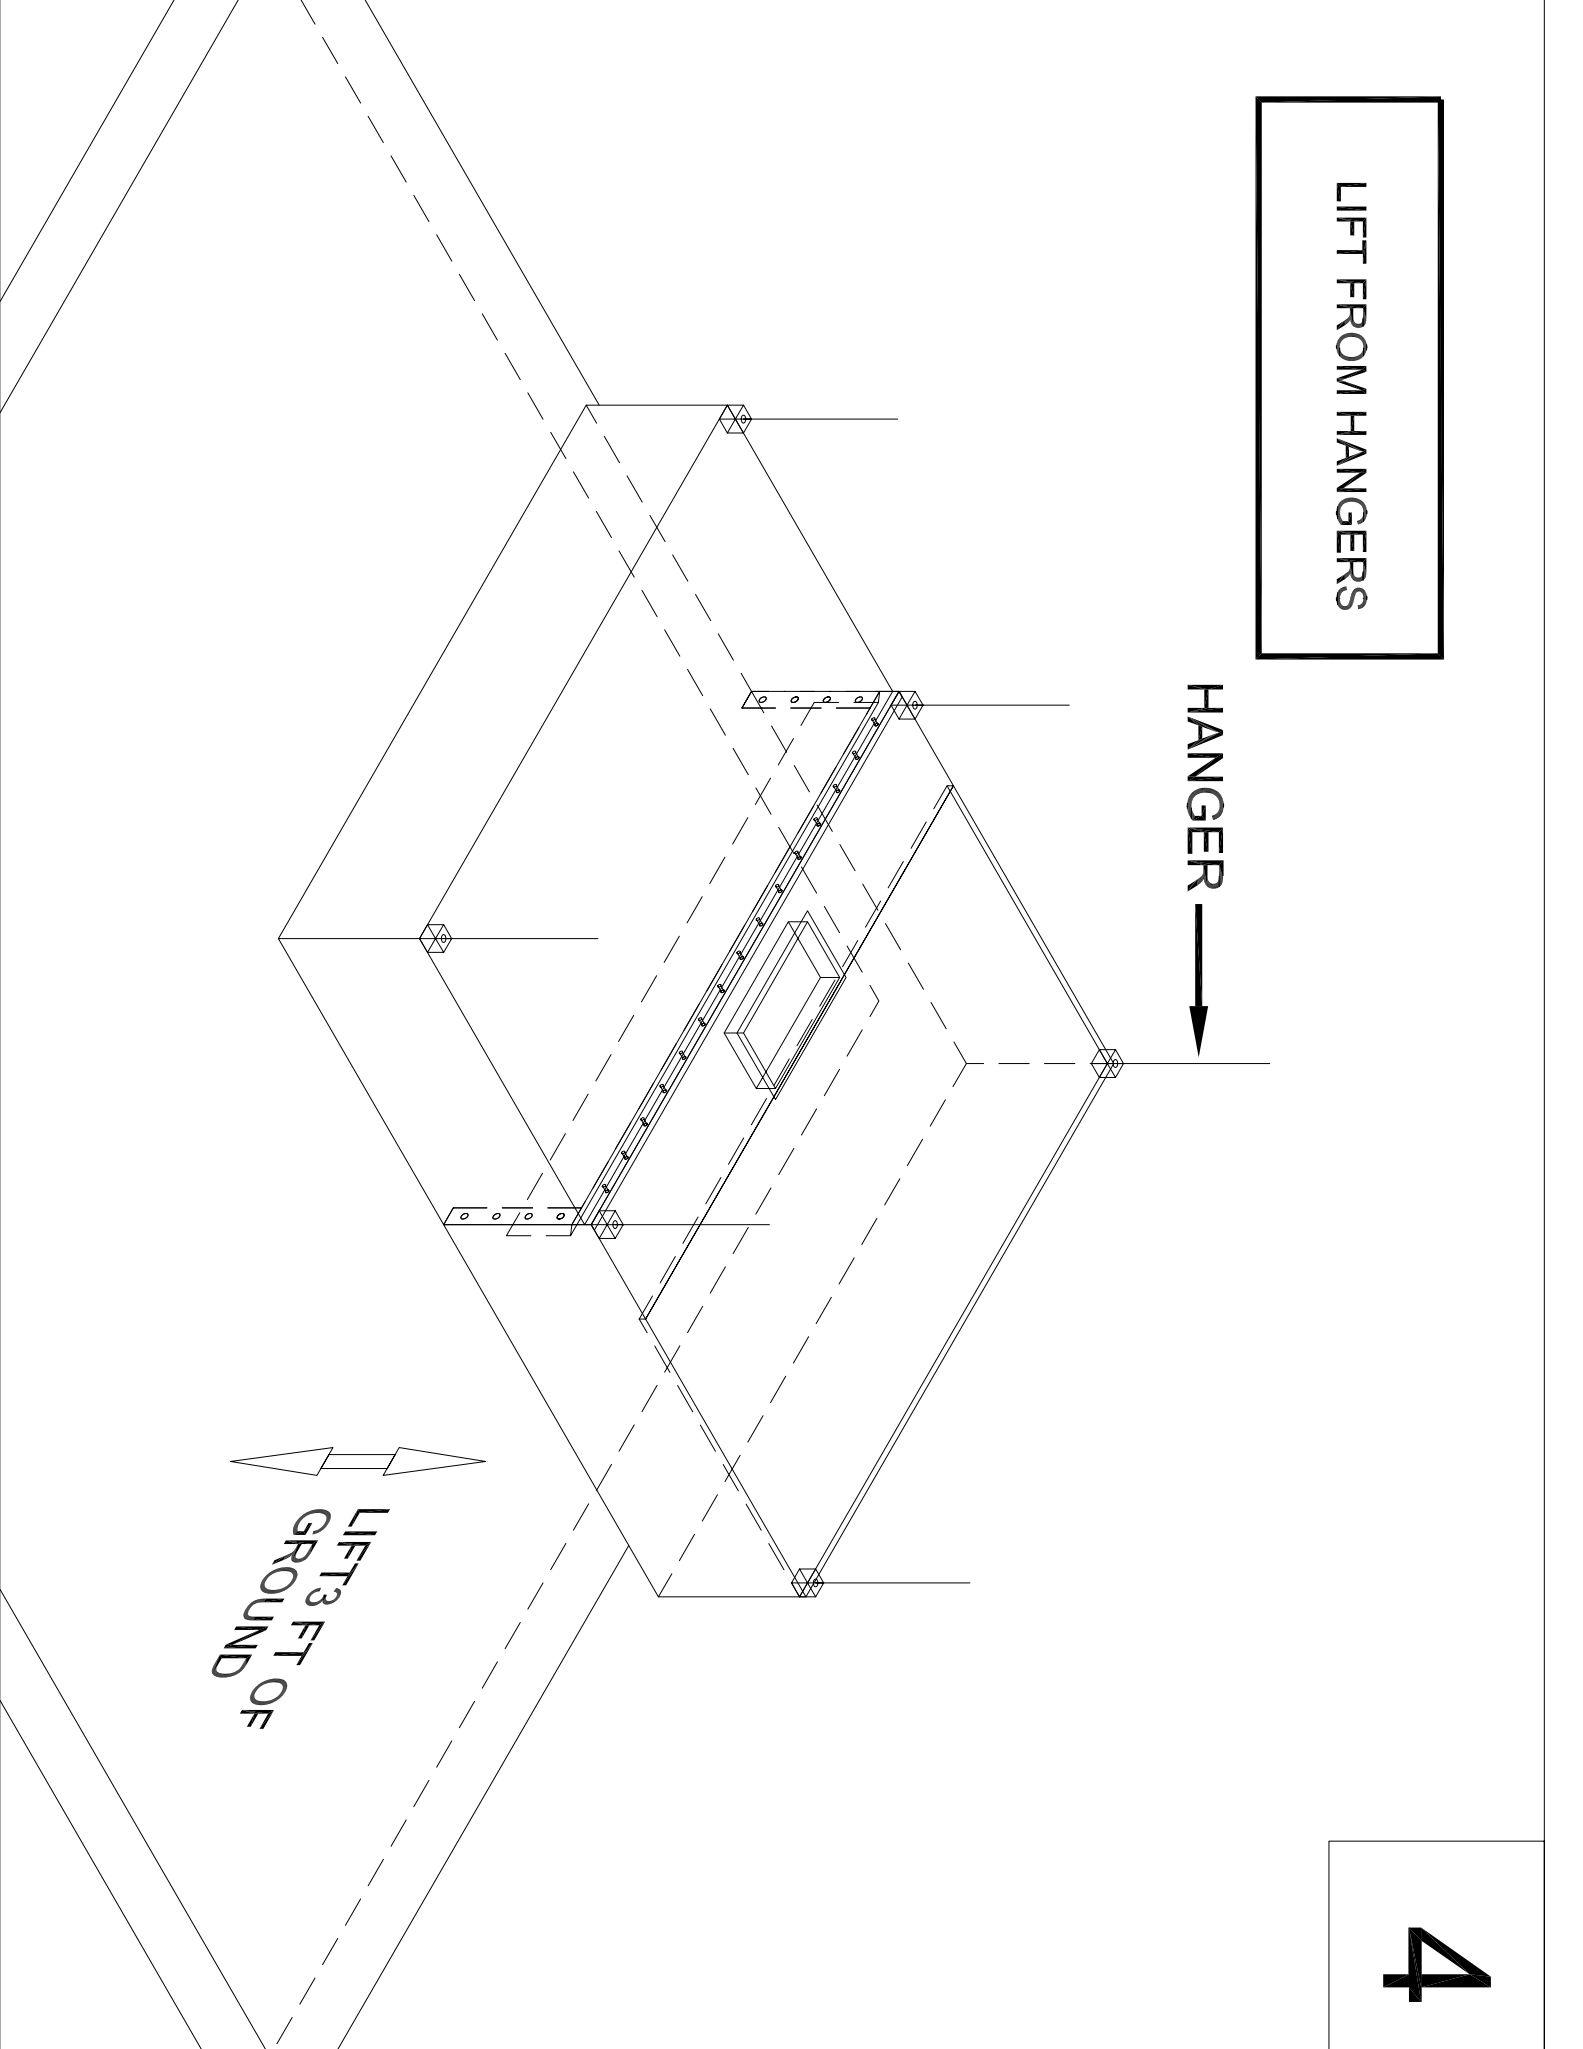 LIFT FROM HANGERS
HANGER
LIFT 3 FT OF
GROUND
4